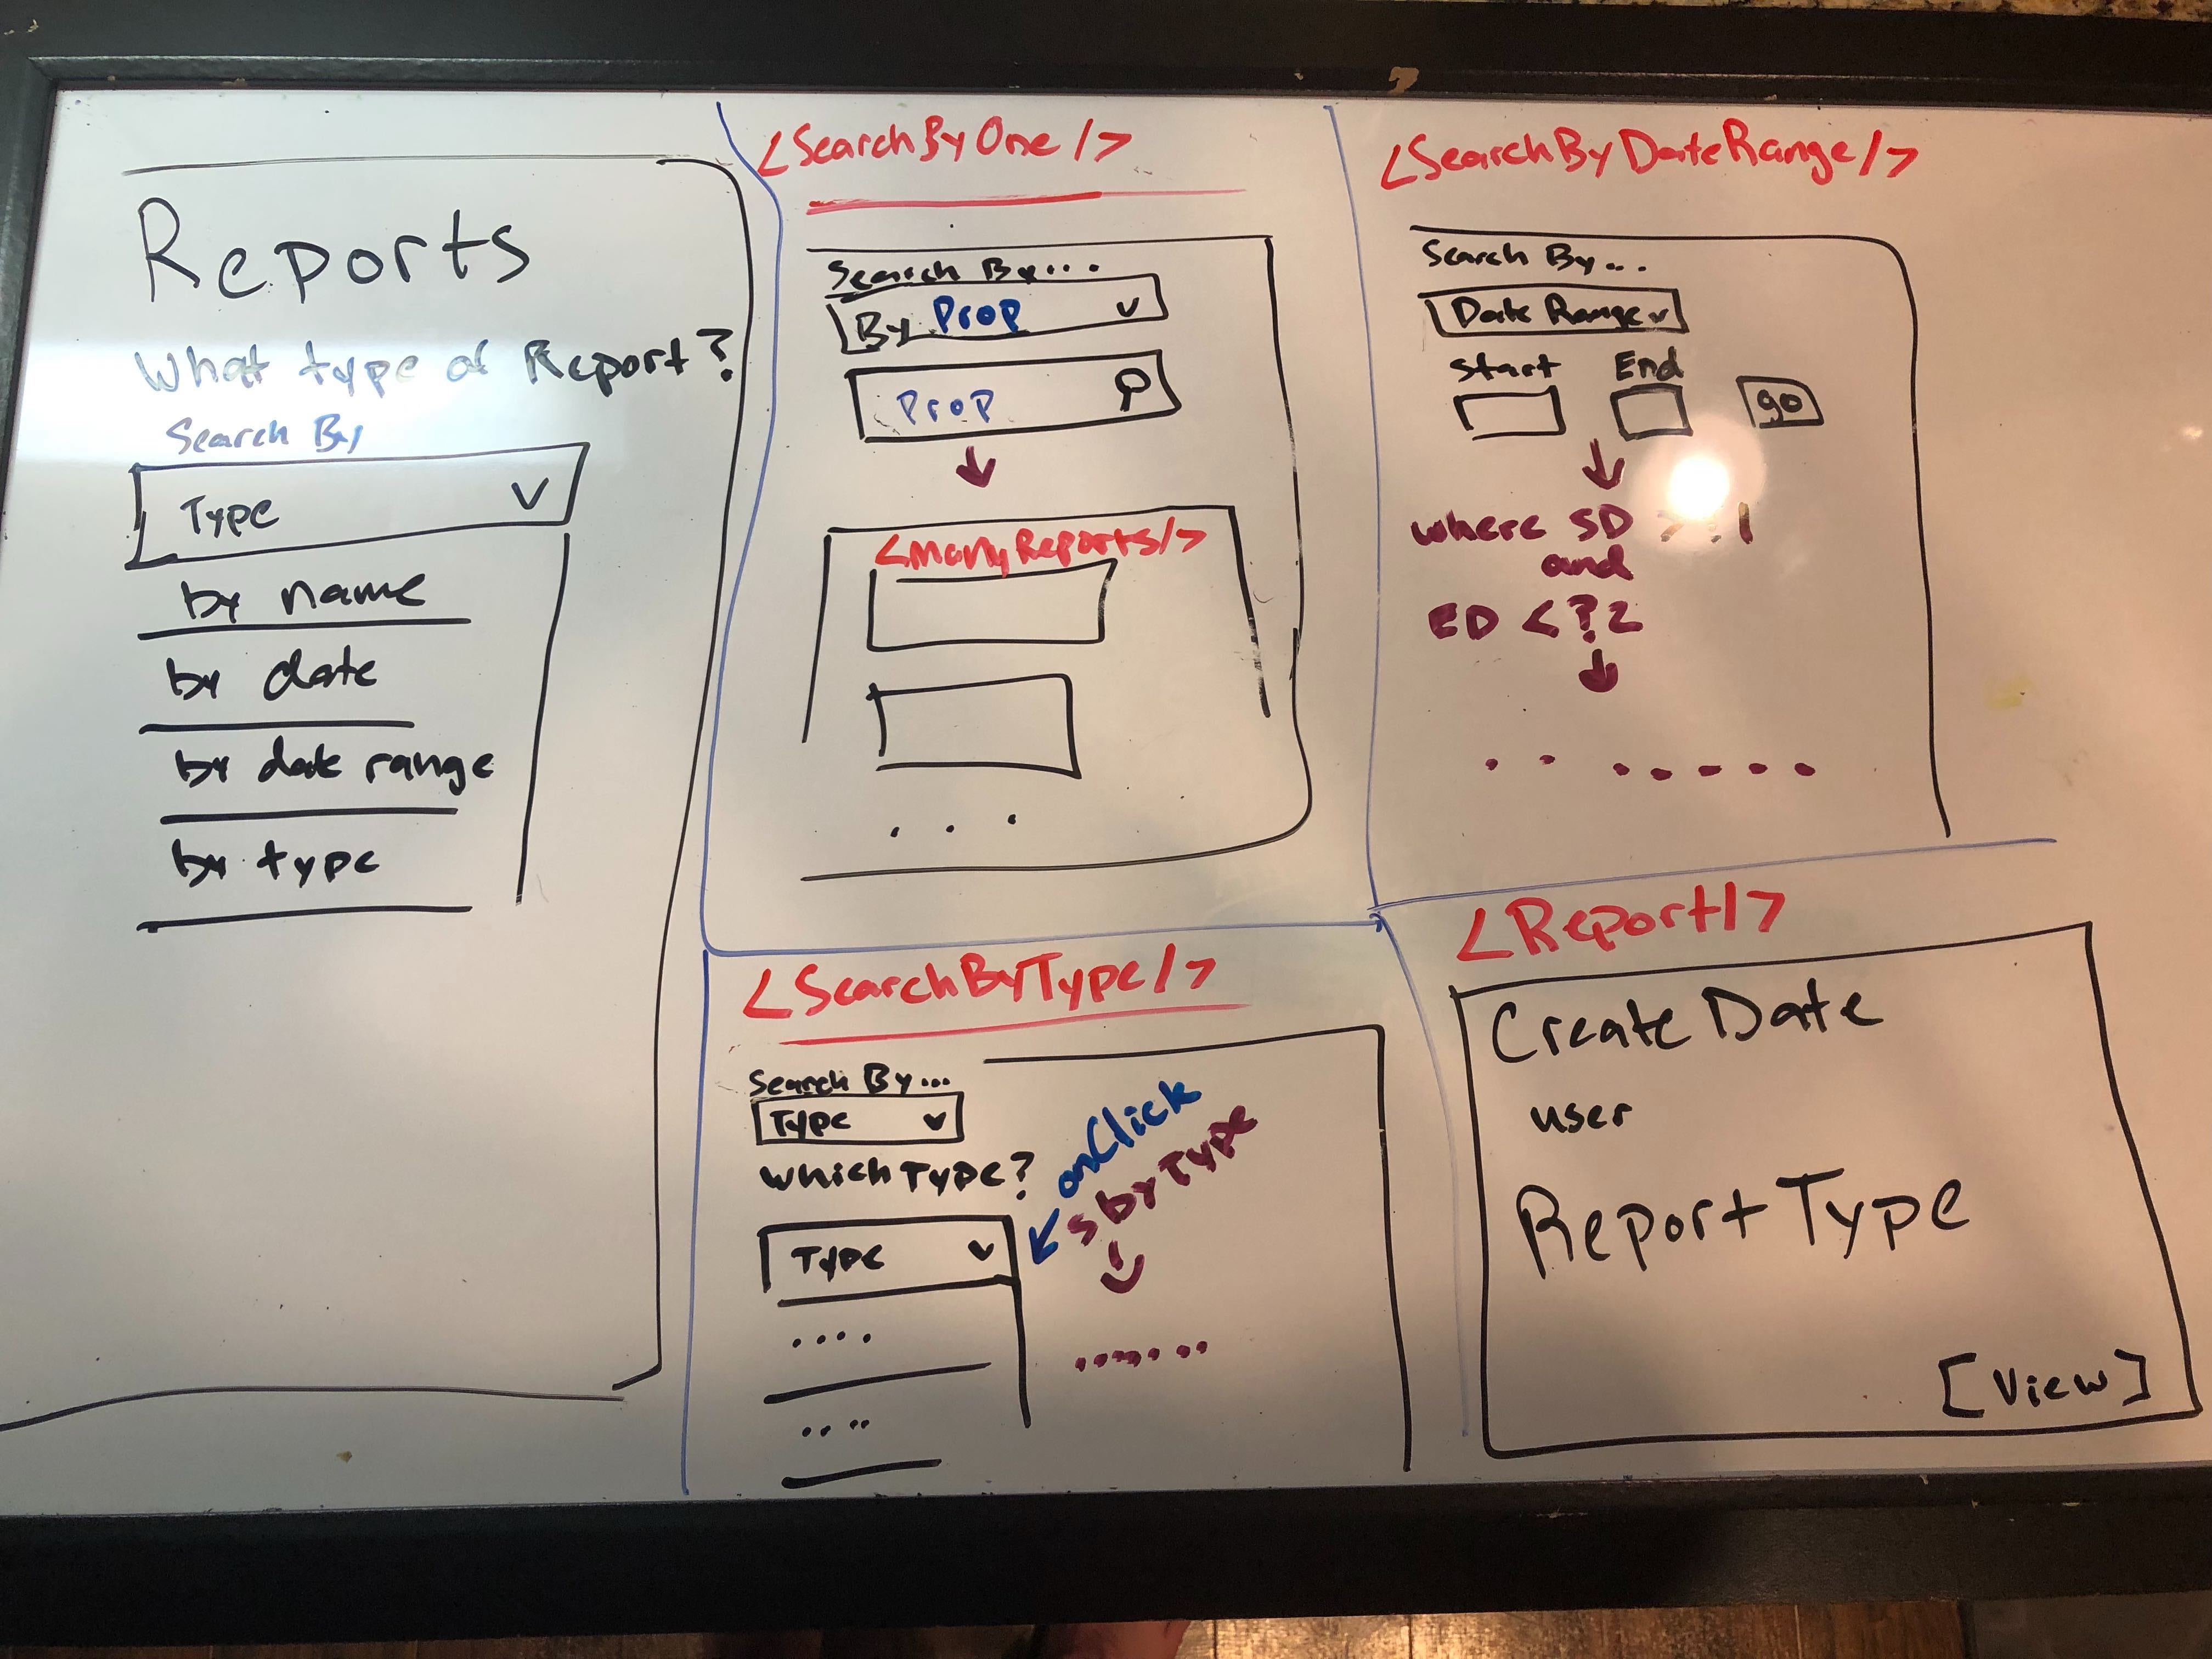 Reports
What type of Report?
Search By
Type
by name
by date
by date range
by type
<SearchByOne/>
Search By...
By Prop
Prop
<ManyReports/>
. . .
<SearchByDateRange/>
Search By...
Date Range
Start End go
where SD > ?1
and
ED < ?2
. . . . . . .
<SearchByType/>
Search By...
Type
which Type?
Type
....
....
onClick
s by Type
.......
<Report/>
Create Date
user
Report Type
[View]